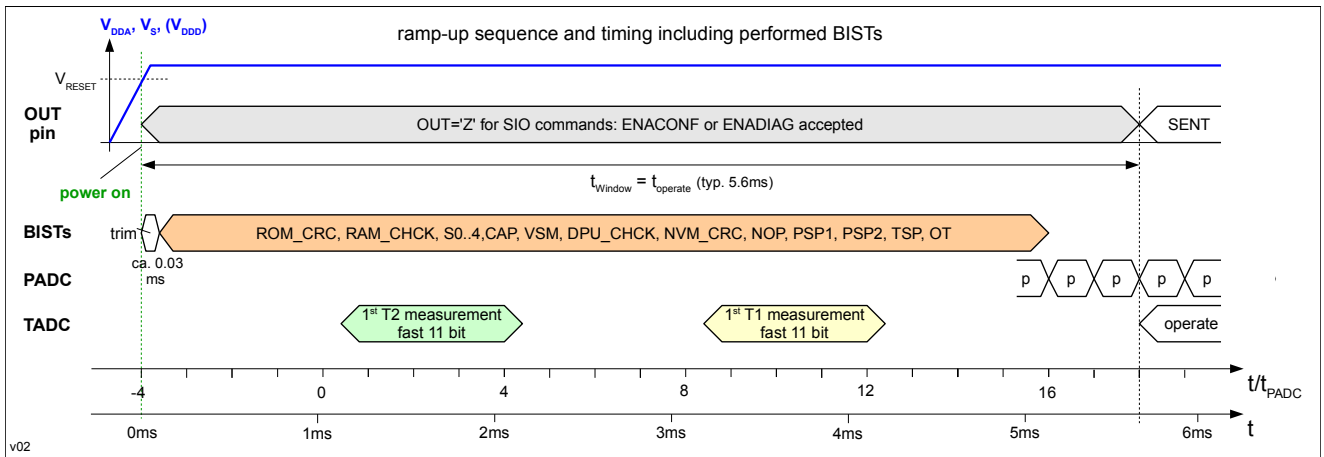 V_DDA, V_S, (V_DDD)
ramp-up sequence and timing including performed BISTs
V_RESET
OUT
pin
OUT='Z' for SIO commands: ENACONF or ENADIAG accepted
SENT
t_Window = t_operate (typ. 5.6ms)
power on
BISTs
trim
ROM_CRC, RAM_CHCK, S0..4,CAP, VSM, DPU_CHCK, NVM_CRC, NOP, PSP1, PSP2, TSP, OT
ca. 0.03
ms
PADC
p p p p p
TADC
1st T2 measurement
fast 11 bit
1st T1 measurement
fast 11 bit
operate
-4 0 4 8 12 16
t/t_PADC
0ms 1ms 2ms 3ms 4ms 5ms 6ms
t
v02